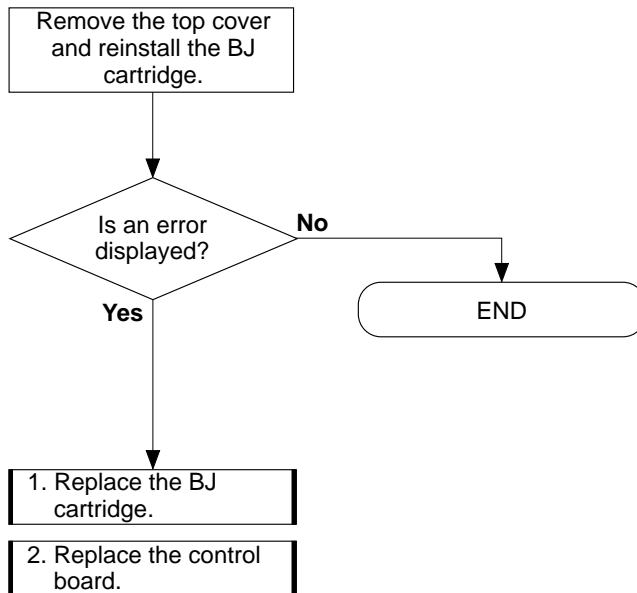 Remove the top cover
and reinstall the BJ
cartridge.
Is an error
displayed?
No
Yes
END
1. Replace the BJ
cartridge.
2. Replace the control
board.